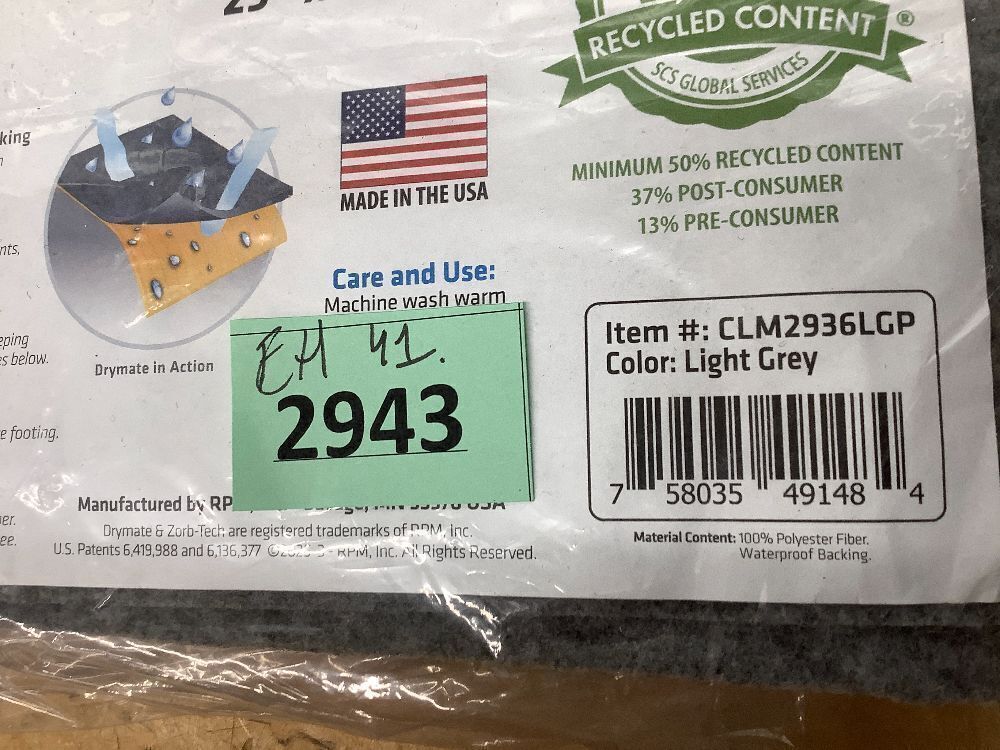 RECYCLED CONTENT ®
SCS GLOBAL SERVICES
MINIMUM 50% RECYCLED CONTENT
37% POST-CONSUMER
13% PRE-CONSUMER
MADE IN THE USA
Care and Use:
Machine wash warm
king
nts,
eping
es below.
e footing.
Drymate in Action
EH 41.
2943
Item #: CLM2936LGP
Color: Light Grey
7 58035 49148 4
Material Content: 100% Polyester Fiber.
Waterproof Backing.
Manufactured by RP
USA
Drymate & Zorb-Tech are registered trademarks of RPM, Inc.
U.S. Patents 6,419,988 and 6,136,377 © - RPM, Inc. All Rights Reserved.